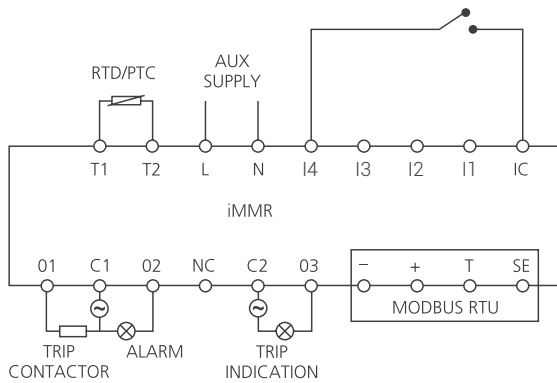 RTD/PTC
AUX
SUPPLY
T1 T2 L N I4 I3 I2 I1 IC
iMMR
01 C1 02 NC C2 03 − + T SE
MODBUS RTU
TRIP
CONTACTOR
ALARM
TRIP
INDICATION